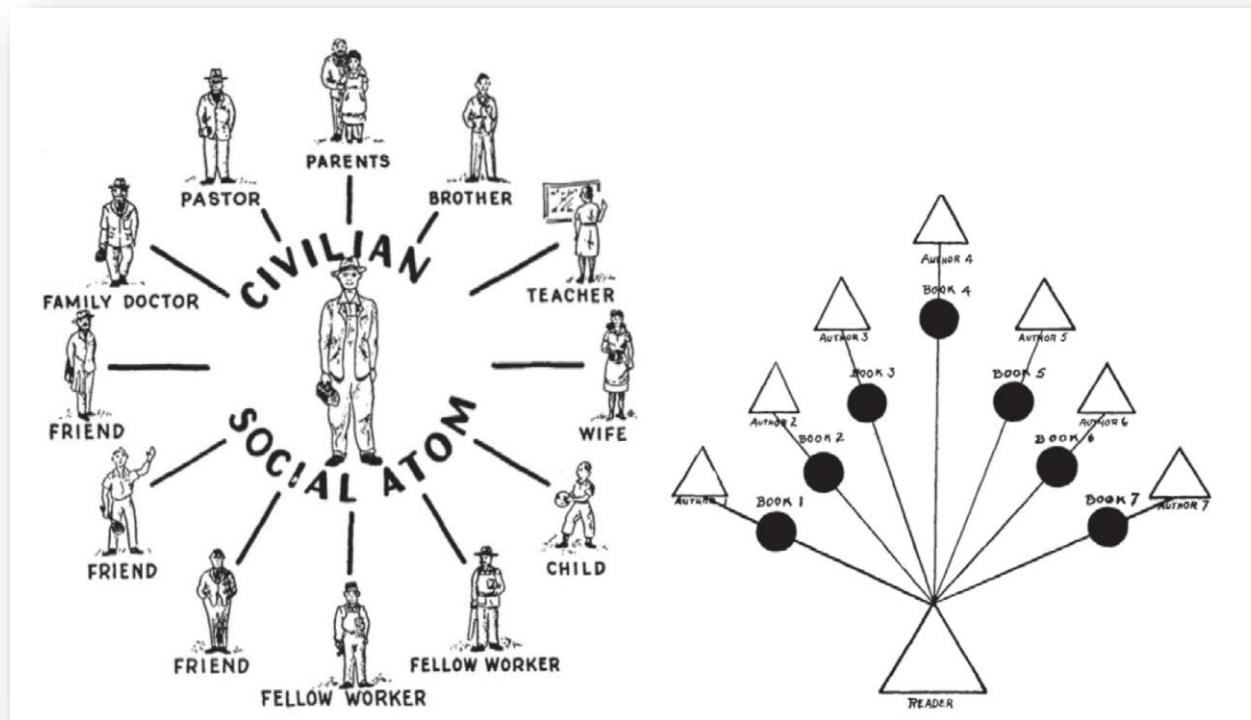 PARENTS
PASTOR
BROTHER
FAMILY DOCTOR
CIVILIAN
TEACHER
FRIEND
WIFE
SOCIAL ATOM
FRIEND
CHILD
FRIEND
FELLOW WORKER
FELLOW WORKER
AUTHOR 4
BOOK 4
AUTHOR 3
AUTHOR 5
BOOK 3
BOOK 5
AUTHOR 2
AUTHOR 6
BOOK 2
BOOK 6
AUTHOR 1
BOOK 1
BOOK 7
AUTHOR 7
READER